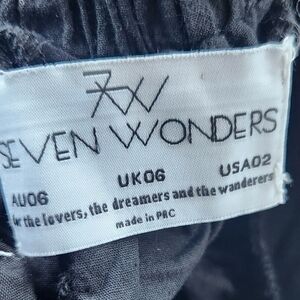 7W
SEVEN WONDERS
AU06 UK06 USA02
for the lovers, the dreamers and the wanderers
made in PRC